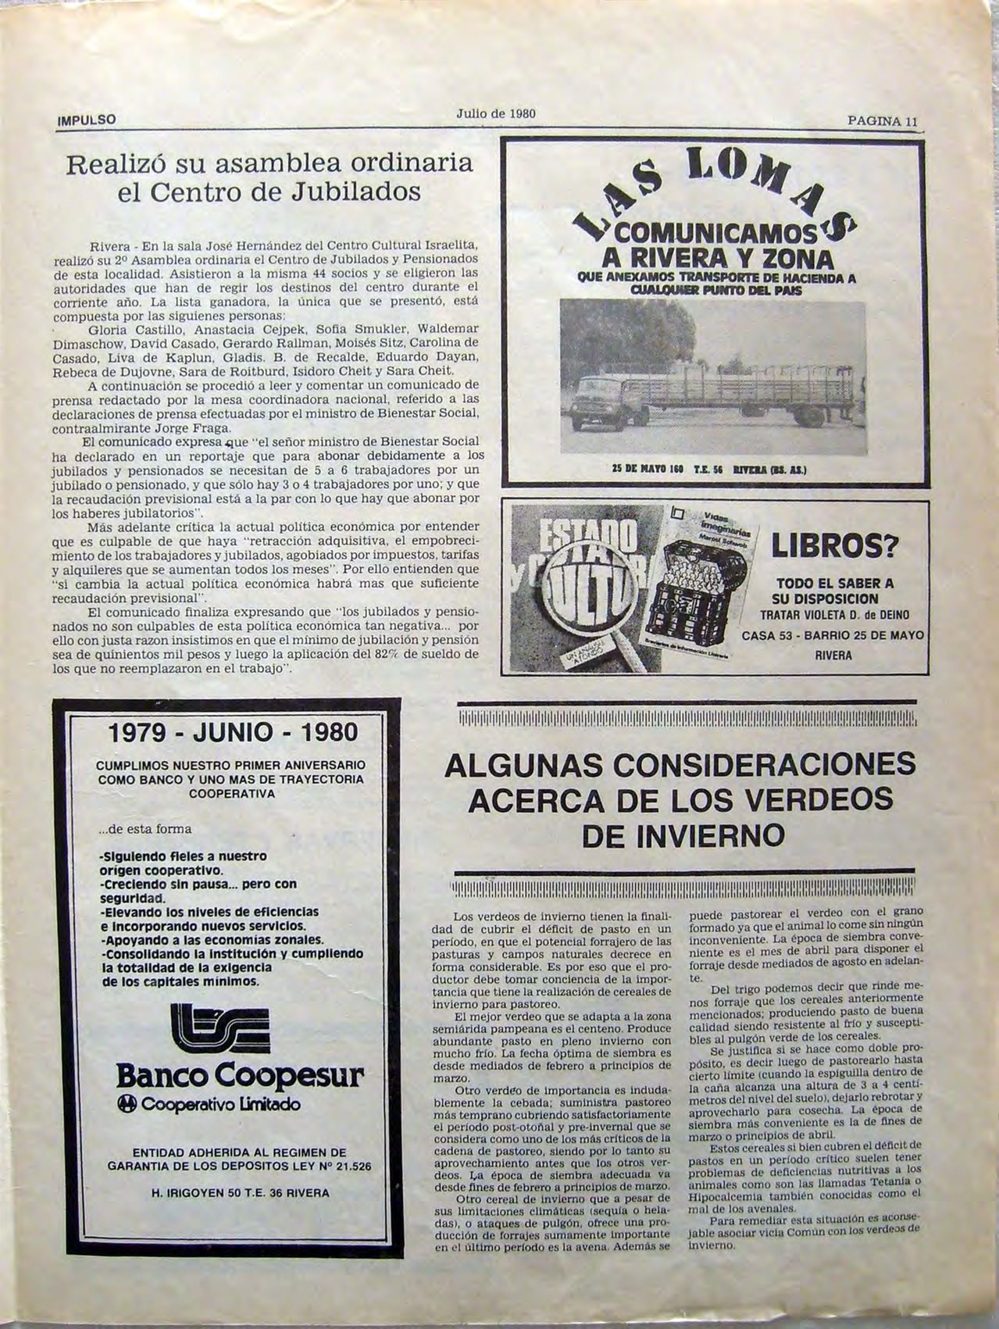 IMPULSO
Julio de 1980
PAGINA 11
Realizó su asamblea ordinaria
el Centro de Jubilados
Rivera - En la sala José Hernández del Centro Cultural Israelita,
realizó su 2º Asamblea ordinaria el Centro de Jubilados y Pensionados
de esta localidad. Asistieron a la misma 44 socios y se eligieron las
autoridades que han de regir los destinos del centro durante el
corriente año. La lista ganadora, la única que se presentó, está
compuesta por las siguienes personas:
Gloria Castillo, Anastacia Cejpek, Sofia Smukler, Waldemar
Dimaschow, David Casado, Gerardo Rallman, Moisés Sitz, Carolina de
Casado, Liva de Kaplun, Gladis. B. de Recalde, Eduardo Dayan,
Rebeca de Dujovne, Sara de Roitburd, Isidoro Cheit y Sara Cheit.
A continuación se procedió a leer y comentar un comunicado de
prensa redactado por la mesa coordinadora nacional, referido a las
declaraciones de prensa efectuadas por el ministro de Bienestar Social,
contraalmirante Jorge Fraga.
El comunicado expresa que "el señor ministro de Bienestar Social
ha declarado en un reportaje que para abonar debidamente a los
jubilados y pensionados se necesitan de 5 a 6 trabajadores por un
jubilado o pensionado, y que sólo hay 3 o 4 trabajadores por uno; y que
la recaudación previsional está a la par con lo que hay que abonar por
los haberes jubilatorios".
Más adelante critica la actual política económica por entender
que es culpable de que haya "retracción adquisitiva, el empobreci-
miento de los trabajadores y jubilados, agobiados por impuestos, tarifas
y alquileres que se aumentan todos los meses". Por ello entienden que
"si cambia la actual política económica habrá mas que suficiente
recaudación previsional".
El comunicado finaliza expresando que "los jubilados y pensio-
nados no son culpables de esta política económica tan negativa... por
ello con justa razon insistimos en que el mínimo de jubilación y pensión
sea de quinientos mil pesos y luego la aplicación del 82% de sueldo de
los que no reemplazaron en el trabajo".
LAS LOMAS
COMUNICAMOS
A RIVERA Y ZONA
QUE ANEXAMOS TRANSPORTE DE HACIENDA A
CUALQUIER PUNTO DEL PAIS
25 DE MAYO 160 T.E. 56 RIVERA (BS. AS.)
ESTADO
y
CULTU
UN ANALISIS
A FONDO
Vidas
imaginarias
Marcel Schwob
LIBROS?
TODO EL SABER A
SU DISPOSICION
TRATAR VIOLETA D. de DEINO
CASA 53 - BARRIO 25 DE MAYO
RIVERA
1979 - JUNIO - 1980
CUMPLIMOS NUESTRO PRIMER ANIVERSARIO
COMO BANCO Y UNO MAS DE TRAYECTORIA
COOPERATIVA
...de esta forma
-Siguiendo fieles a nuestro
origen cooperativo.
-Creciendo sin pausa... pero con
seguridad.
-Elevando los niveles de eficiencias
e incorporando nuevos servicios.
-Apoyando a las economías zonales.
-Consolidando la institución y cumpliendo
la totalidad de la exigencia
de los capitales mínimos.
Banco Coopesur
Cooperativo Limitado
ENTIDAD ADHERIDA AL REGIMEN DE
GARANTIA DE LOS DEPOSITOS LEY Nº 21.526
H. IRIGOYEN 50 T.E. 36 RIVERA
ALGUNAS CONSIDERACIONES
ACERCA DE LOS VERDEOS
DE INVIERNO
Los verdeos de invierno tienen la finali-
dad de cubrir el déficit de pasto en un
período, en que el potencial forrajero de las
pasturas y campos naturales decrece en
forma considerable. Es por eso que el pro-
ductor debe tomar conciencia de la impor-
tancia que tiene la realización de cereales de
invierno para pastoreo.
El mejor verdeo que se adapta a la zona
semiárida pampeana es el centeno. Produce
abundante pasto en pleno invierno con
mucho frío. La fecha óptima de siembra es
desde mediados de febrero a principios de
marzo.
Otro verdeo de importancia es induda-
blemente la cebada; suministra pastoreo
más temprano cubriendo satisfactoriamente
el período post-otoñal y pre-invernal que se
considera como uno de los más críticos de la
cadena de pastoreo, siendo por lo tanto su
aprovechamiento antes que los otros ver-
deos. La época de siembra adecuada va
desde fines de febrero a principios de marzo.
Otro cereal de invierno que a pesar de
sus limitaciones climáticas (sequía o hela-
das), o ataques de pulgón, ofrece una pro-
ducción de forrajes sumamente importante
en el último período es la avena. Además se
puede pastorear el verdeo con el grano
formado ya que el animal lo come sin ningún
inconveniente. La época de siembra conve-
niente es el mes de abril para disponer el
forraje desde mediados de agosto en adelan-
te.
Del trigo podemos decir que rinde me-
nos forraje que los cereales anteriormente
mencionados; produciendo pasto de buena
calidad siendo resistente al frío y suscepti-
bles al pulgón verde de los cereales.
Se justifica si se hace como doble pro-
pósito, es decir luego de pastorearlo hasta
cierto límite (cuando la espiguilla dentro de
la caña alcanza una altura de 3 a 4 centí-
metros del nivel del suelo), dejarlo rebrotar y
aprovecharlo para cosecha. La época de
siembra más conveniente es la de fines de
marzo o principios de abril.
Estos cereales si bien cubren el déficit de
pastos en un período crítico suelen tener
problemas de deficiencias nutritivas a los
animales como son las llamadas Tetania o
Hipocalcemia también conocidas como el
mal de los avenales.
Para remediar esta situación es aconse-
jable asociar vicia Común con los verdeos de
invierno.